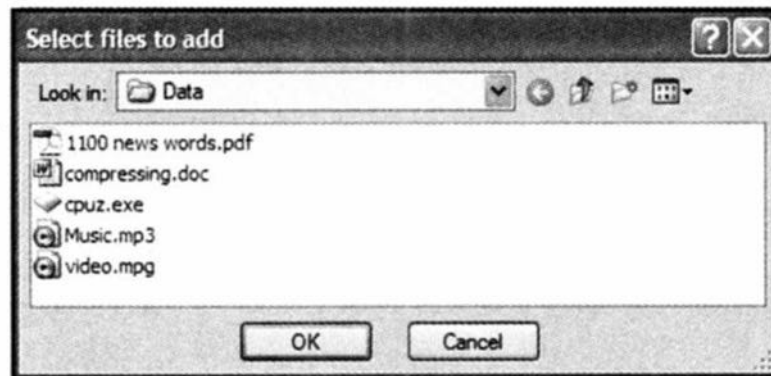 Select files to add
Look in: Data
1100 news words.pdf
compressing.doc
cpuz.exe
Music.mp3
video.mpg
OK Cancel